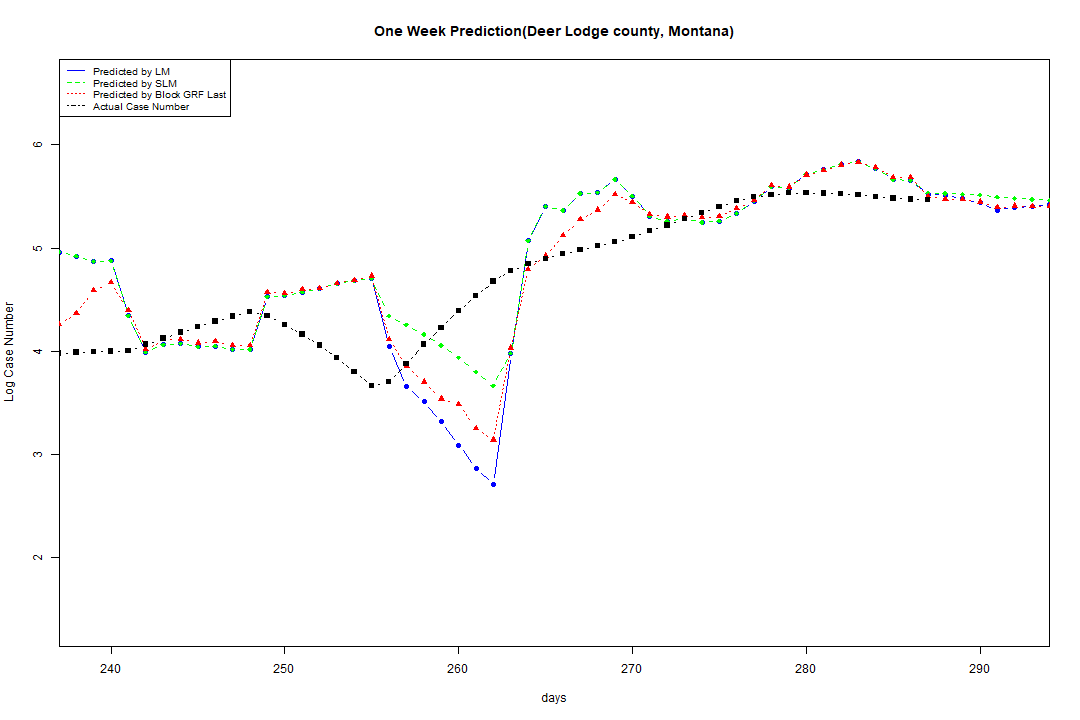 One Week Prediction(Deer Lodge county, Montana)
Predicted by LM
Predicted by SLM
Predicted by Block GRF Last
Actual Case Number
6
5
4
3
2
Log Case Number
240 250 260 270 280 290
days